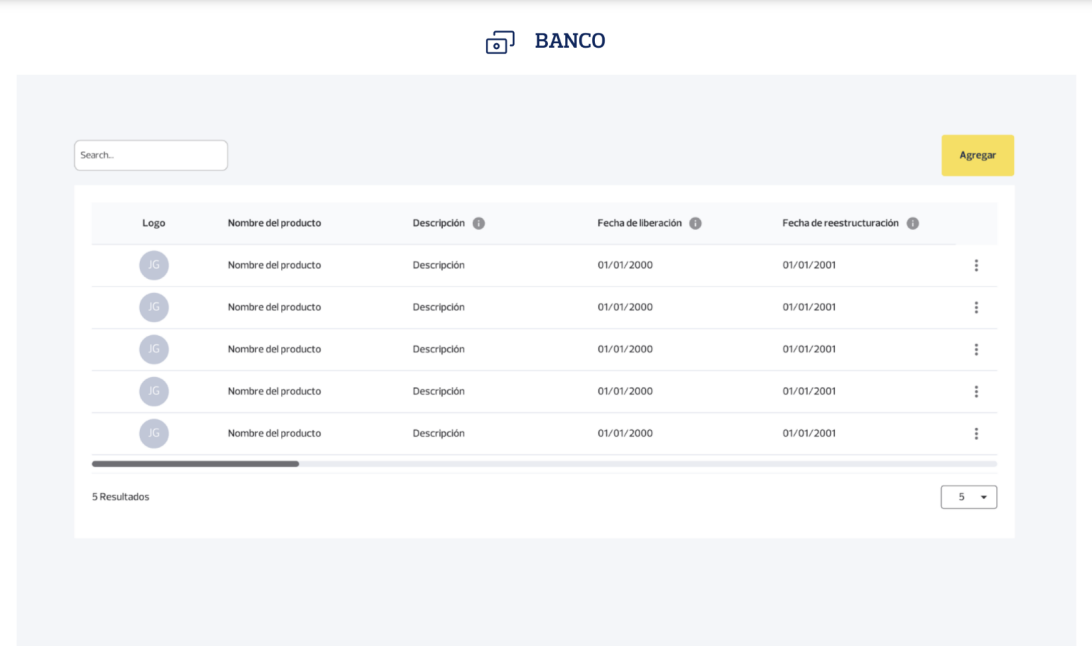 BANCO
Search..
Agregar
Logo Nombre del producto Descripción Fecha de liberación Fecha de reestructuración
JG Nombre del producto Descripción 01/01/2000 01/01/2001
JG Nombre del producto Descripción 01/01/2000 01/01/2001
JG Nombre del producto Descripción 01/01/2000 01/01/2001
JG Nombre del producto Descripción 01/01/2000 01/01/2001
JG Nombre del producto Descripción 01/01/2000 01/01/2001
5 Resultados 5